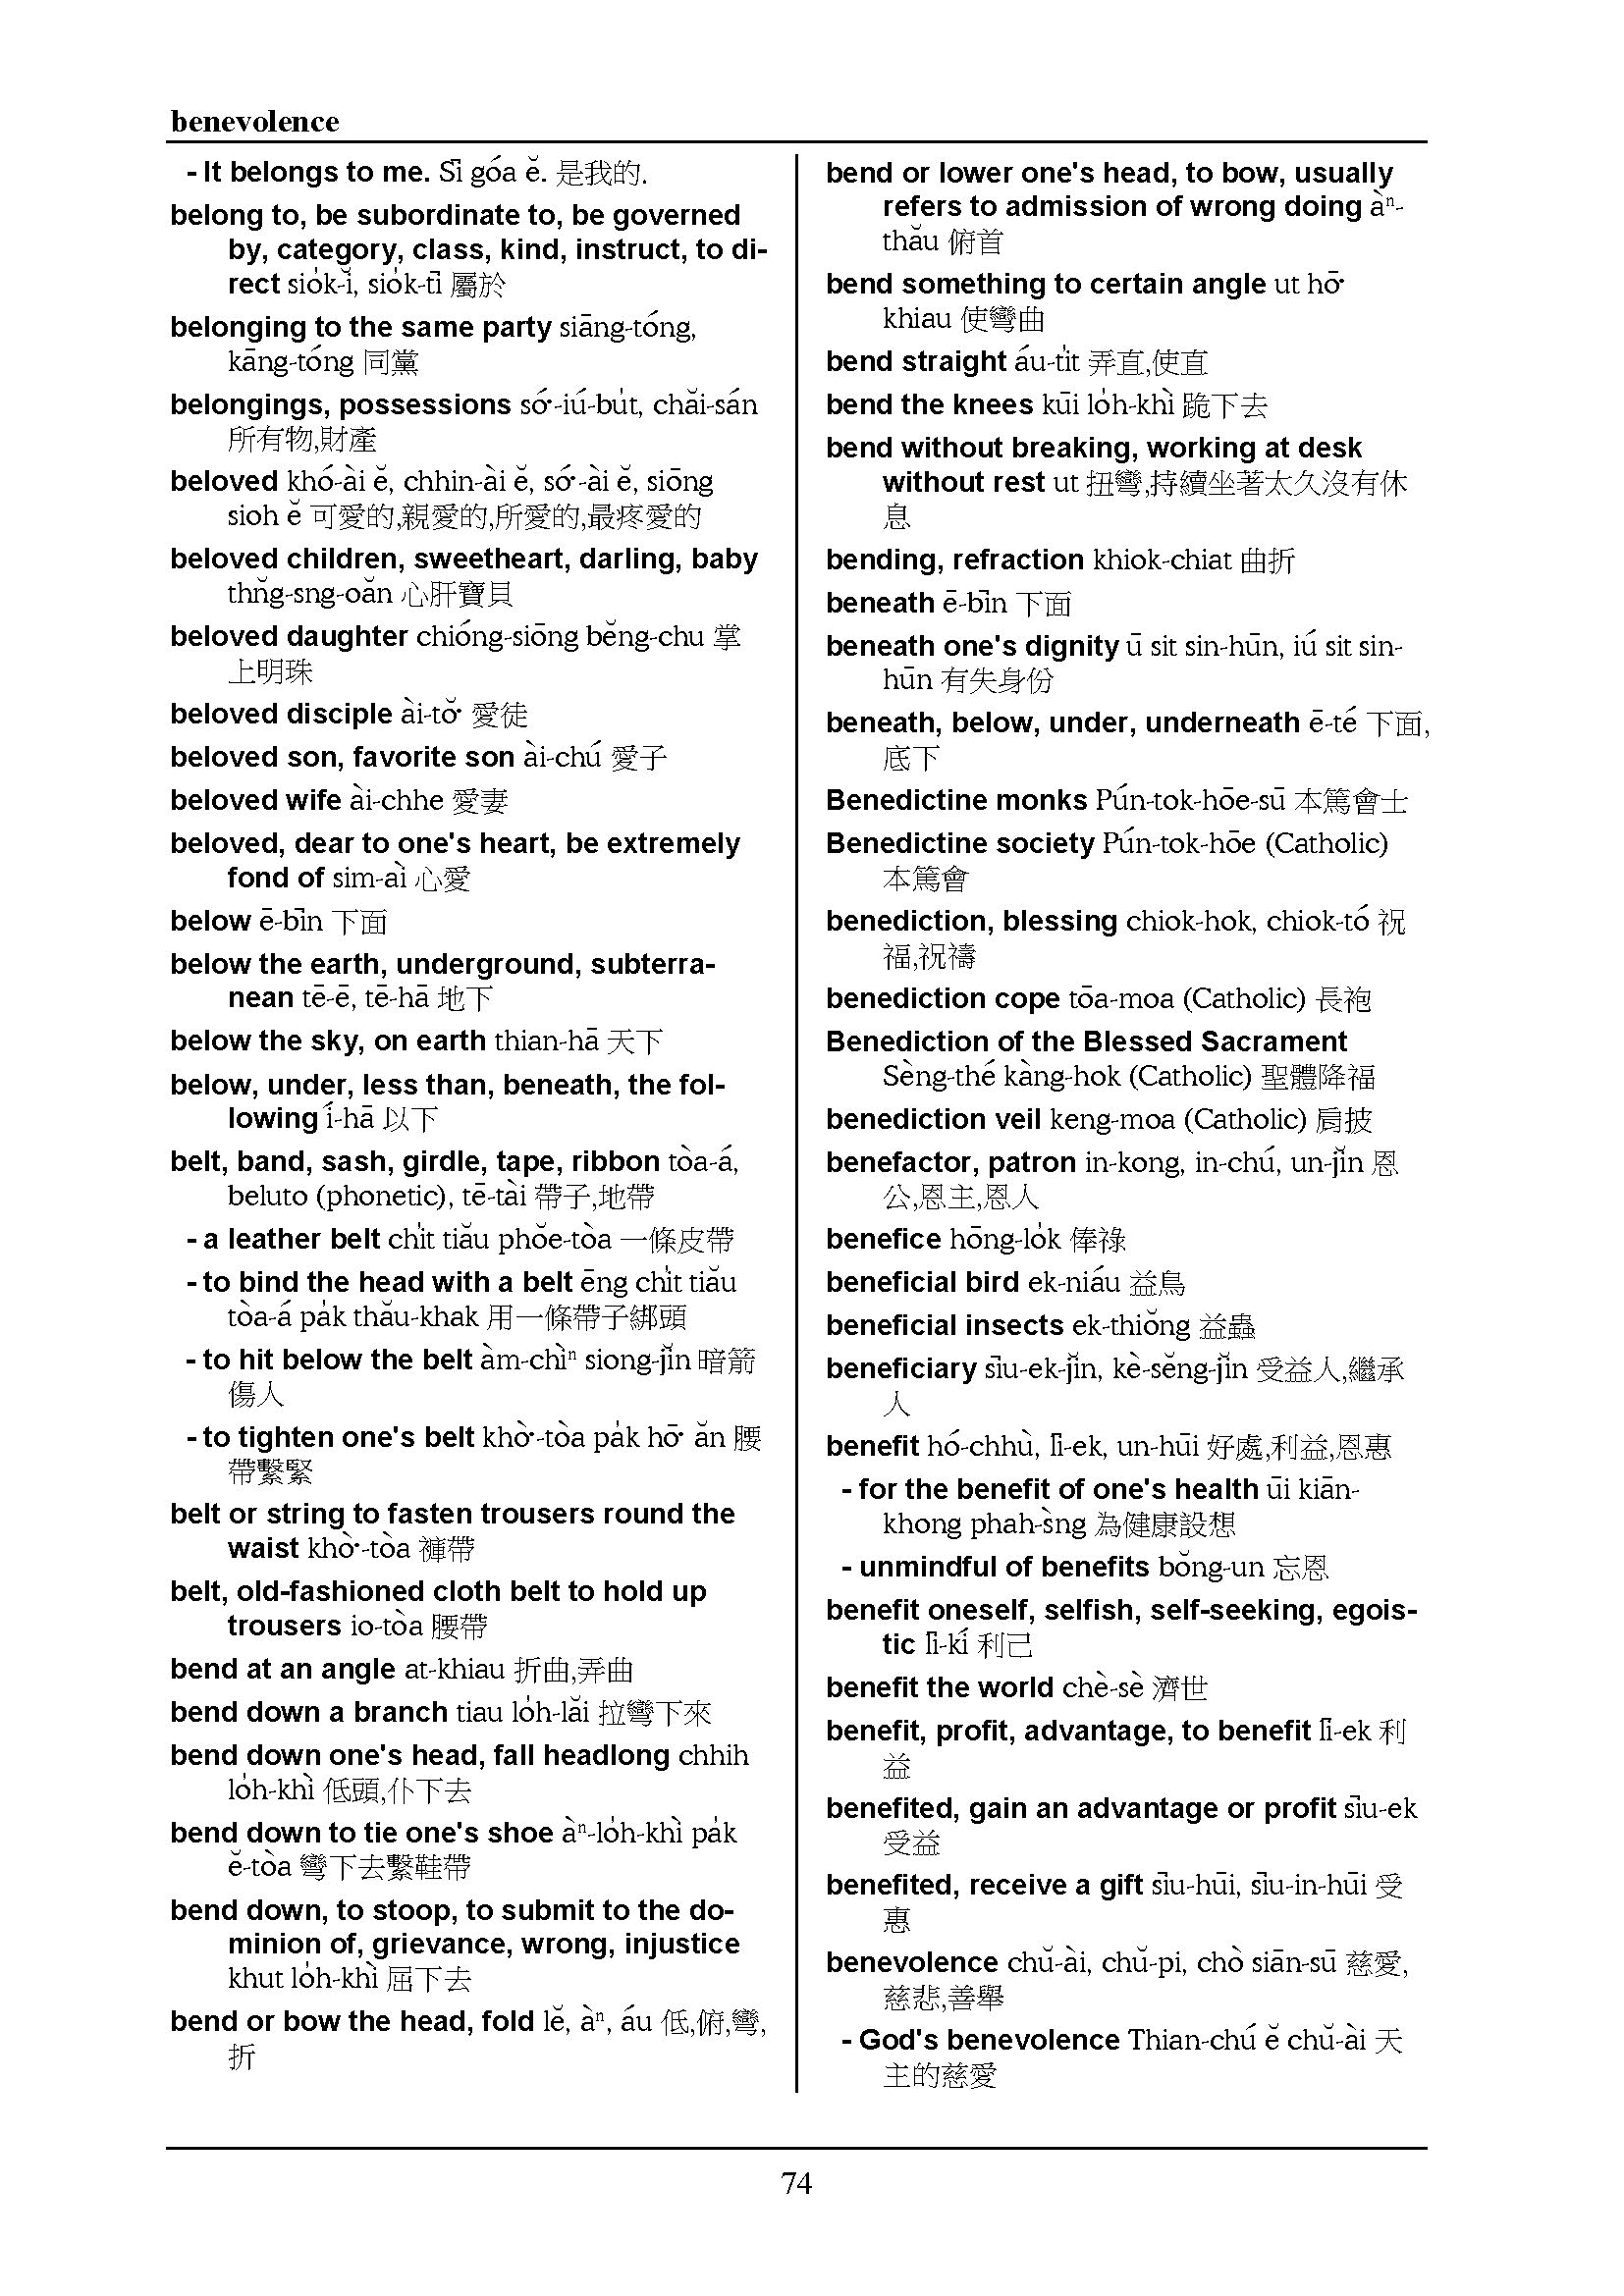 benevolence
- It belongs to me. Sī góa ĕ. 是我的.
belong to, be subordinate to, be governed
by, category, class, kind, instruct, to di-
rect sio̍k-ĭ, sio̍k-tī 屬於
belonging to the same party siāng-tóng,
kāng-tóng 同黨
belongings, possessions só͘-iú-bu̍t, chăi-sán
所有物,財產
beloved khó-ài ĕ, chhin-ài ĕ, só͘-ài ĕ, siōng
sioh ĕ 可愛的,親愛的,所愛的,最疼愛的
beloved children, sweetheart, darling, baby
thn̆g-sng-oăn 心肝寶貝
beloved daughter chióng-siōng bĕng-chu 掌
上明珠
beloved disciple ài-tŏ͘ 愛徒
beloved son, favorite son ài-chú 愛子
beloved wife ài-chhe 愛妻
beloved, dear to one's heart, be extremely
fond of sim-aì 心愛
below ē-bīn 下面
below the earth, underground, subterra-
nean tē-ē, tē-hā 地下
below the sky, on earth thian-hā 天下
below, under, less than, beneath, the fol-
lowing í-hā 以下
belt, band, sash, girdle, tape, ribbon tòa-á,
beluto (phonetic), tē-tài 帶子,地帶
- a leather belt chi̍t tiău phŏe-tòa 一條皮帶
- to bind the head with a belt ēng chi̍t tiău
tòa-á pa̍k thău-khak 用一條帶子綁頭
- to hit below the belt àm-chìⁿ siong-jĭn 暗箭
傷人
- to tighten one's belt khò͘-tòa pa̍k hō͘ ăn 腰
帶繫緊
belt or string to fasten trousers round the
waist khò͘-tòa 褲帶
belt, old-fashioned cloth belt to hold up
trousers io-tòa 腰帶
bend at an angle at-khiau 折曲,弄曲
bend down a branch tiau lo̍h-lăi 拉彎下來
bend down one's head, fall headlong chhih
lo̍h-khì 低頭,仆下去
bend down to tie one's shoe àⁿ-lo̍h-khì pa̍k
ĕ-tòa 彎下去繫鞋帶
bend down, to stoop, to submit to the do-
minion of, grievance, wrong, injustice
khut lo̍h-khì 屈下去
bend or bow the head, fold lĕ, àⁿ, áu 低,俯,彎,
折
bend or lower one's head, to bow, usually
refers to admission of wrong doing àⁿ-
thău 俯首
bend something to certain angle ut hō͘
khiau 使彎曲
bend straight áu-ti̍t 弄直,使直
bend the knees kūi lo̍h-khì 跪下去
bend without breaking, working at desk
without rest ut 扭彎,持續坐著太久沒有休
息
bending, refraction khiok-chiat 曲折
beneath ē-bīn 下面
beneath one's dignity ū sit sin-hūn, iú sit sin-
hūn 有失身份
beneath, below, under, underneath ē-té 下面,
底下
Benedictine monks Pún-tok-hōe-sū 本篤會士
Benedictine society Pún-tok-hōe (Catholic)
本篤會
benediction, blessing chiok-hok, chiok-tó 祝
福,祝禱
benediction cope tōa-moa (Catholic) 長袍
Benediction of the Blessed Sacrament
Sèng-thé kàng-hok (Catholic) 聖體降福
benediction veil keng-moa (Catholic) 肩披
benefactor, patron in-kong, in-chú, un-jĭn 恩
公,恩主,恩人
benefice hōng-lo̍k 俸祿
beneficial bird ek-niáu 益鳥
beneficial insects ek-thiŏng 益蟲
beneficiary sīu-ek-jĭn, kè-sĕng-jĭn 受益人,繼承
人
benefit hó-chhù, lī-ek, un-hūi 好處,利益,恩惠
- for the benefit of one's health ūi kiān-
khong phah-sǹg 為健康設想
- unmindful of benefits bŏng-un 忘恩
benefit oneself, selfish, self-seeking, egois-
tic lī-kí 利己
benefit the world chè-sè 濟世
benefit, profit, advantage, to benefit lī-ek 利
益
benefited, gain an advantage or profit sīu-ek
受益
benefited, receive a gift sīu-hūi, sīu-in-hūi 受
惠
benevolence chŭ-ài, chŭ-pi, chò siān-sū 慈愛,
慈悲,善舉
- God's benevolence Thian-chú ĕ chŭ-ài 天
主的慈愛
74